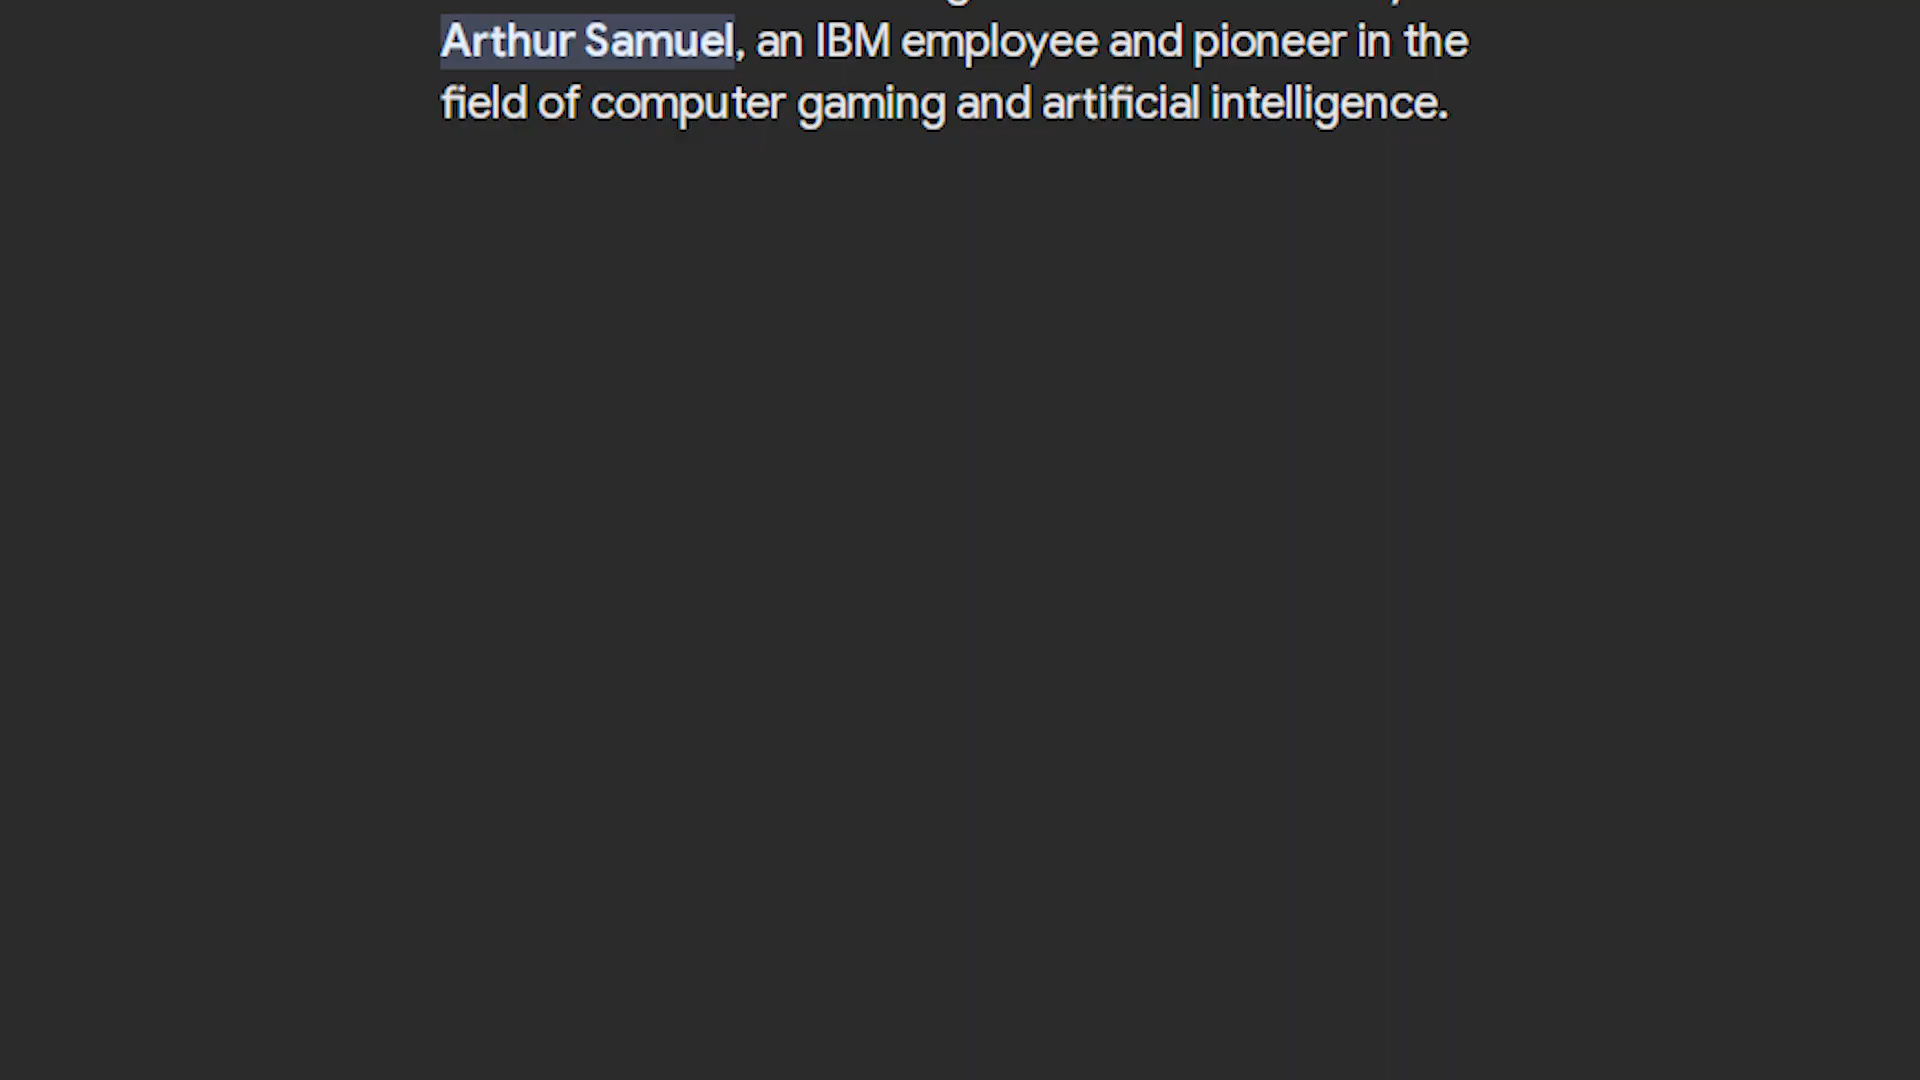 Arthur Samuel, an IBM employee and pioneer in the
field of computer gaming and artificial intelligence.